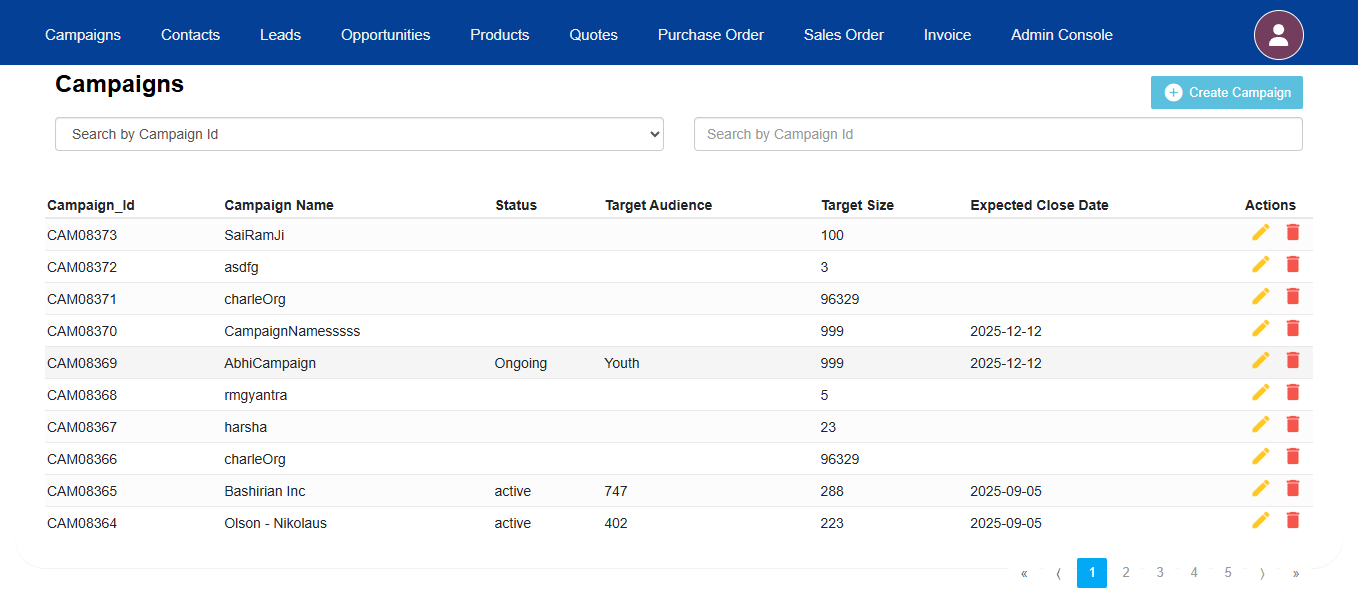 Campaigns Contacts Leads Opportunities Products Quotes Purchase Order Sales Order Invoice Admin Console
Campaigns
Create Campaign
Search by Campaign Id Search by Campaign Id
Campaign_Id Campaign Name Status Target Audience Target Size Expected Close Date Actions
CAM08373 SaiRamJi 100
CAM08372 asdfg 3
CAM08371 charleOrg 96329
CAM08370 CampaignNamesssss 999 2025-12-12
CAM08369 AbhiCampaign Ongoing Youth 999 2025-12-12
CAM08368 rmgyantra 5
CAM08367 harsha 23
CAM08366 charleOrg 96329
CAM08365 Bashirian Inc active 747 288 2025-09-05
CAM08364 Olson - Nikolaus active 402 223 2025-09-05
« ⟨ 1 2 3 4 5 ⟩ »